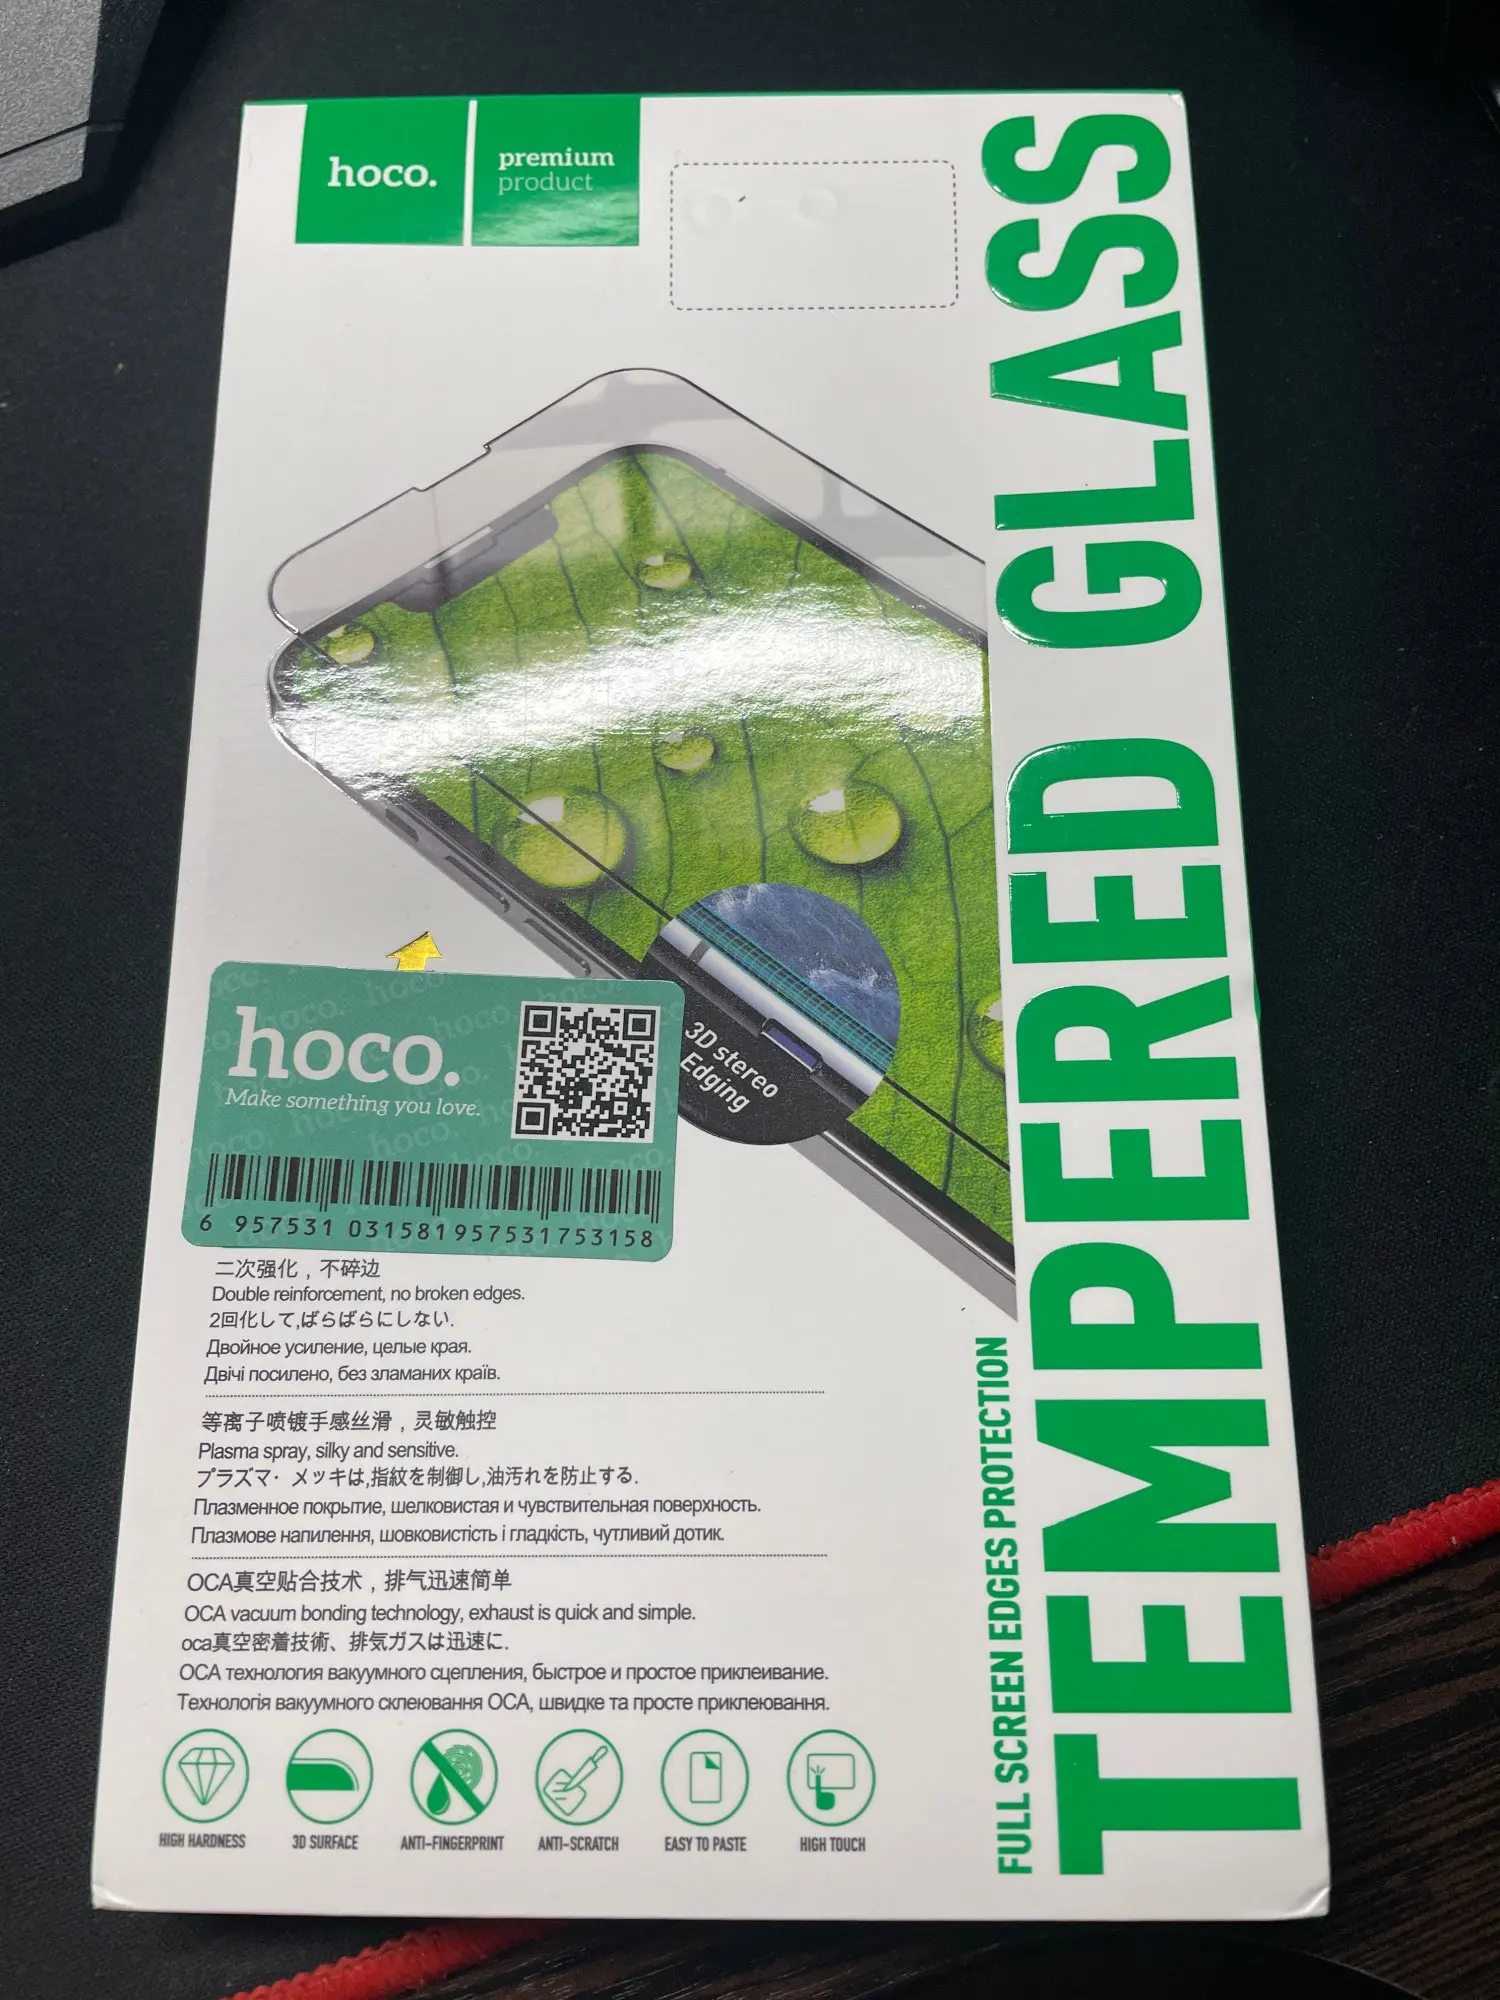 hoco.
premium
product
TEMPERED GLASS
FULL SCREEN EDGES PROTECTION
3D stereo
Edging
hoco.
Make something you love.
6 957531 031581957531753158
二次强化，不碎边
Double reinforcement, no broken edges.
2回化して,ばらばらにしない.
Двойное усиление, целые края.
Двічі посилено, без зламаних країв.
等离子喷镀手感丝滑，灵敏触控
Plasma spray, silky and sensitive.
プラズマ· メッキは,指紋を制御し,油汚れを防止する.
Плазменное покрытие, шелковистая и чувствительная поверхность.
Плазмове напилення, шовковистість і гладкість, чутливий дотик.
OCA真空贴合技术，排气迅速简单
OCA vacuum bonding technology, exhaust is quick and simple.
oca真空密着技術、排気ガスは迅速に.
OCA технология вакуумного сцепления, быстрое и простое приклеивание.
Технологія вакуумного склеювання OCA, швидке та просте приклеювання.
HIGH HARDNESS
3D SURFACE
ANTI-FINGERPRINT
ANTI-SCRATCH
EASY TO PASTE
HIGH TOUCH